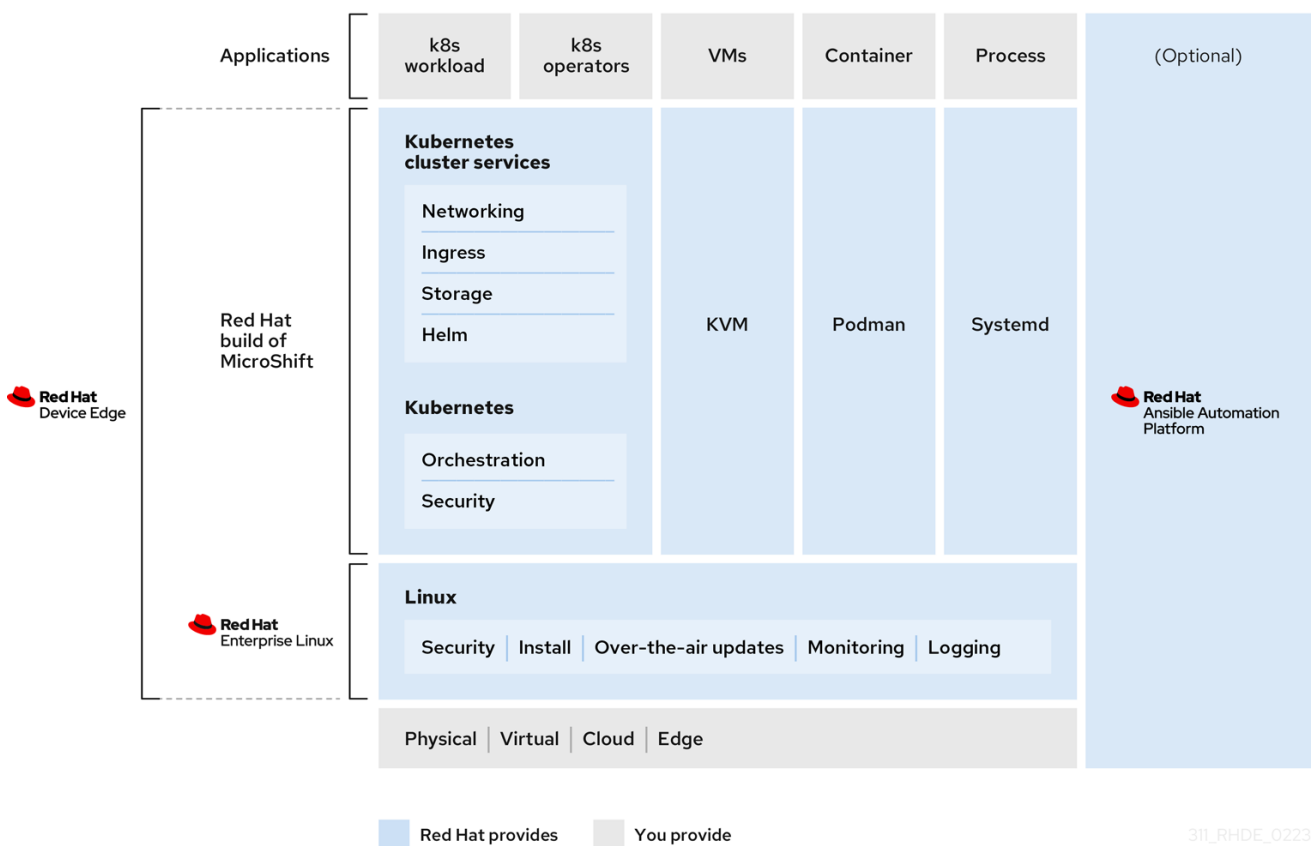 Applications
k8s
workload
k8s
operators
VMs
Container
Process
(Optional)
Kubernetes
cluster services
Networking
Ingress
Storage
Helm
Red Hat
build of
MicroShift
KVM
Podman
Systemd
Red Hat
Device Edge
Red Hat
Ansible Automation
Platform
Kubernetes
Orchestration
Security
Linux
Red Hat
Enterprise Linux
Security
Install
Over-the-air updates
Monitoring
Logging
Physical
Virtual
Cloud
Edge
Red Hat provides
You provide
311_RHDE_0223